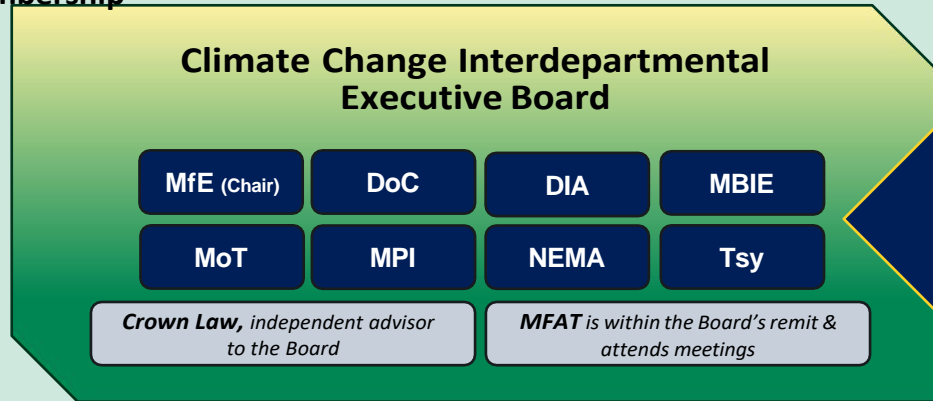 Climate Change Interdepartmental
Executive Board
MfE (Chair)
DoC
DIA
MBIE
MoT
MPI
NEMA
Tsy
Crown Law, independent advisor
to the Board
MFAT is within the Board's remit &
attends meetings